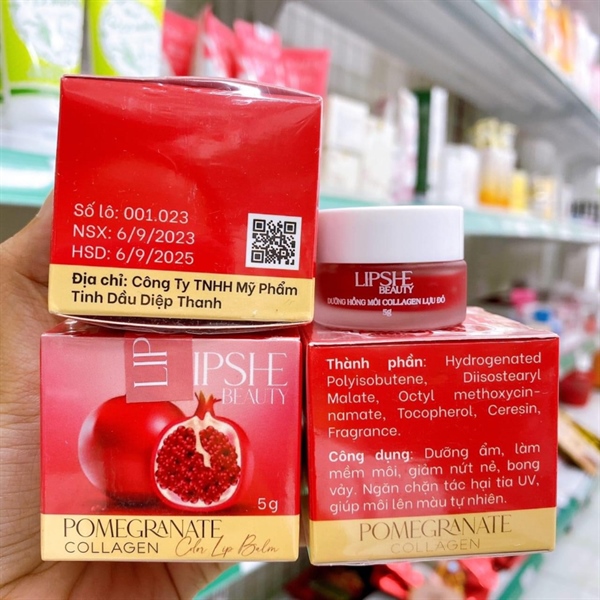 Số lô: 001.023
NSX: 6/9/2023
HSD: 6/9/2025
Địa chỉ: Công Ty TNHH Mỹ Phẩm
Tinh Dầu Diệp Thanh
LIPSHE
BEAUTY
DƯỠNG HỒNG MÔI COLLAGEN LỰU ĐỎ
5g
LIP
LIPSHE
BEAUTY
5g
POMEGRANATE
COLLAGEN Color Lip Balm
Thành phần: Hydrogenated
Polyisobutene, Diisostearyl
Malate, Octyl methoxycin-
namate, Tocopherol, Ceresin,
Fragrance.
Công dụng: Dưỡng ẩm, làm
mềm môi, giảm nứt nẻ, bong
vảy. Ngăn chặn tác hại tia UV,
giúp môi lên màu tự nhiên.
POMEGRANATE
COLLAGEN